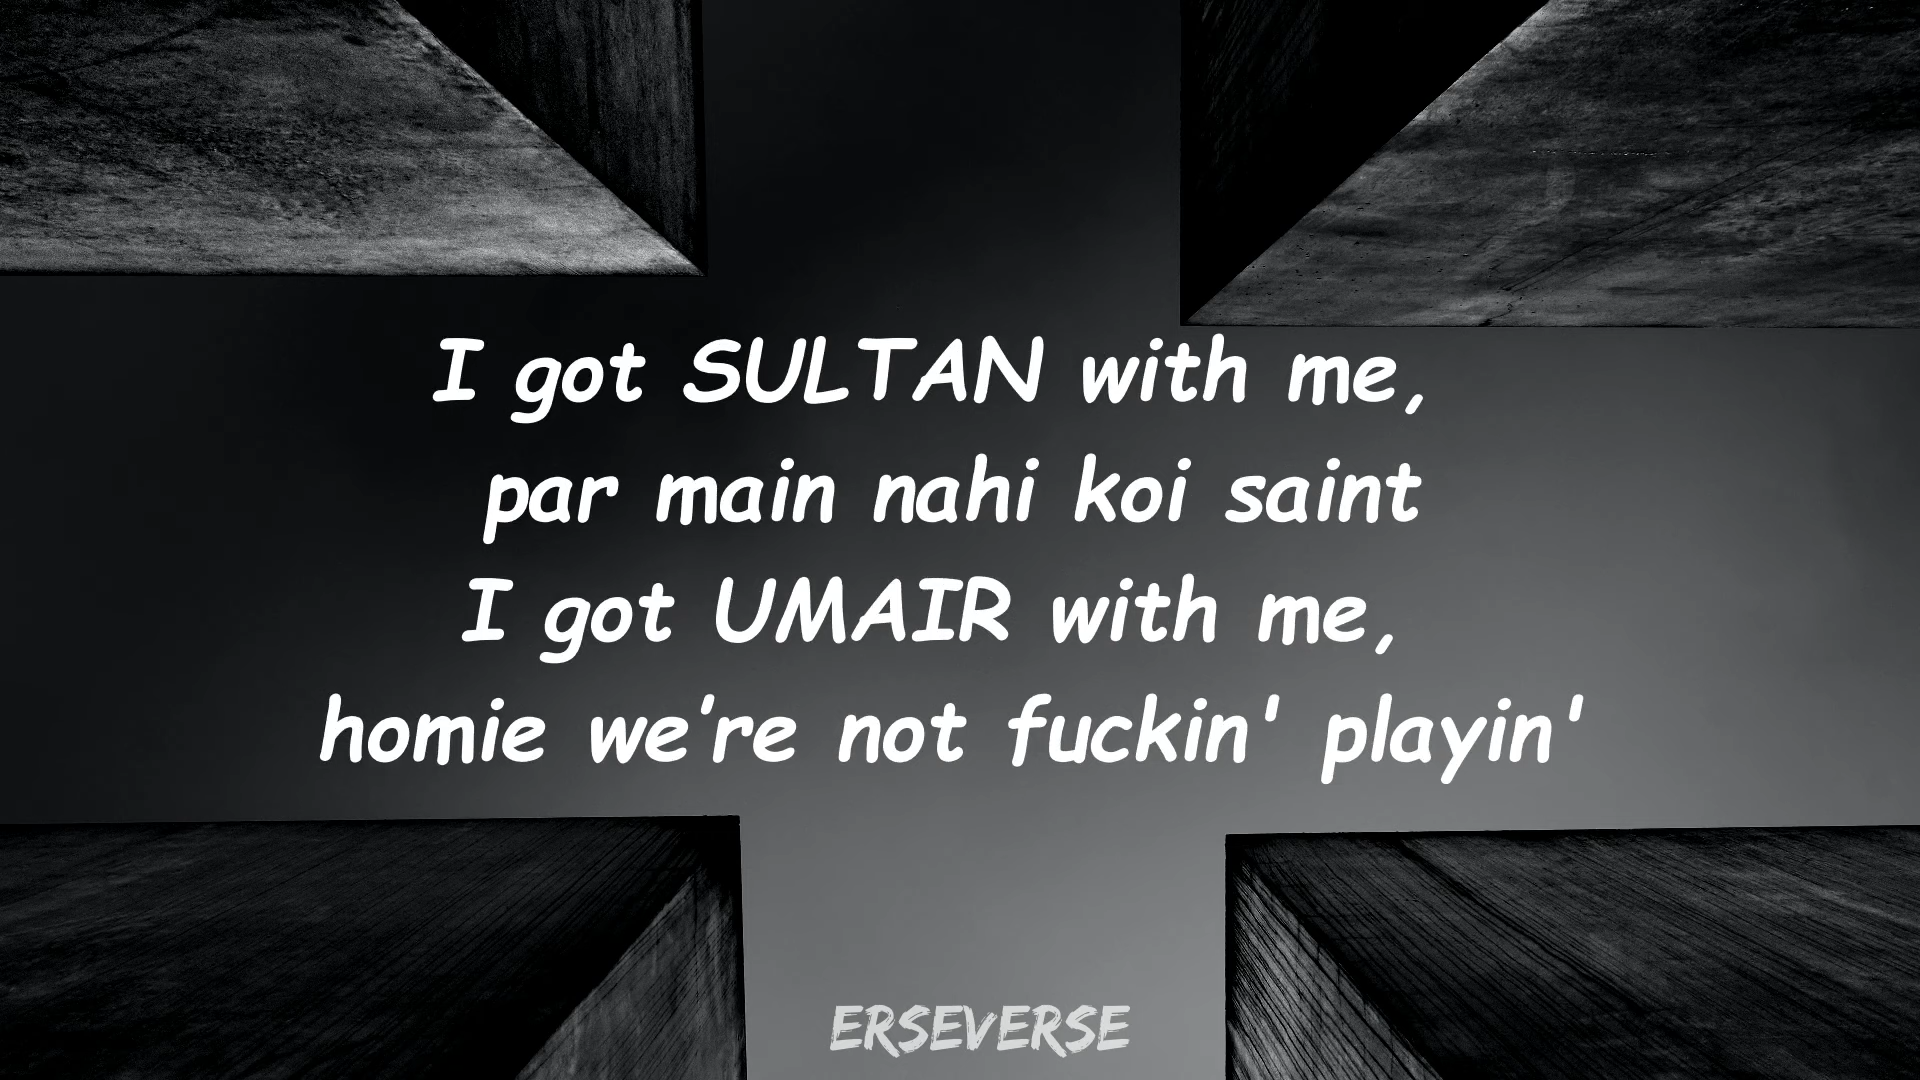 I got SULTAN with me,
par main nahi koi saint
I got UMAIR with me,
homie we're not fuckin' playin'
ERSEVERSE